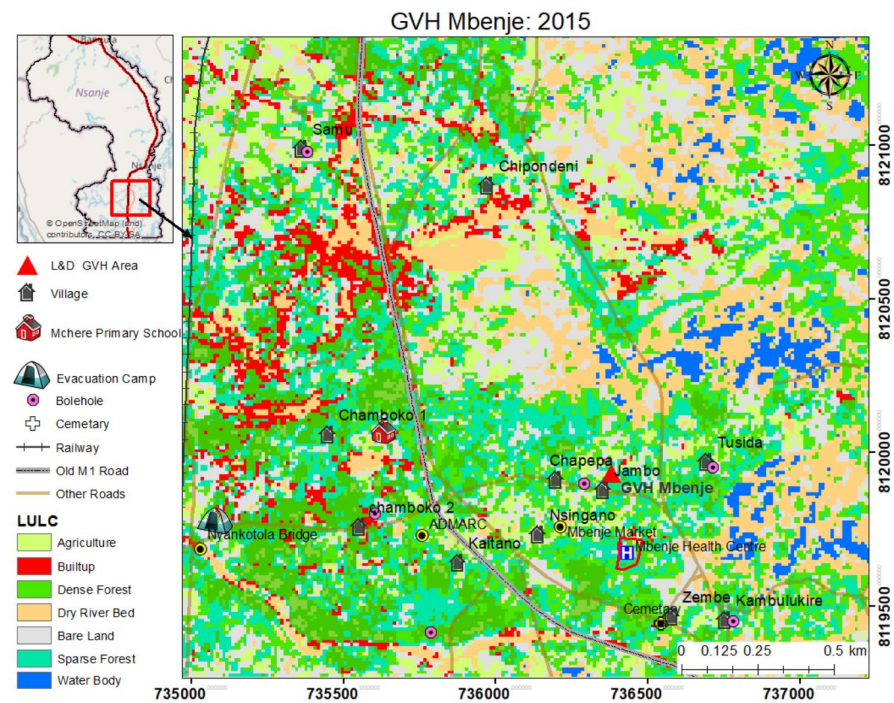 GVH Mbenje: 2015
Nsanje
© OpenStreetMap (and)
contributors, CC-BY-SA
N
W
E
S
Samu
Chipondeni
Chamboko 1
Chapepa
Jambo
GVH Mbenje
Tusida
chamboko 2
ADMARC
Nsingano
Mbenje Market
Kaitano
H
Mbenje Health Centre
Nyankotola Bridge
Zembe
Kambulukire
Cemetary
8121000
8120500
8120000
8119500
0 0.125 0.25 0.5 km
735000 735500 736000 736500 737000
L&D GVH Area
Village
Mchere Primary School
Evacuation Camp
Bolehole
Cemetary
Railway
Old M1 Road
Other Roads
LULC
Agriculture
Builtup
Dense Forest
Dry River Bed
Bare Land
Sparse Forest
Water Body